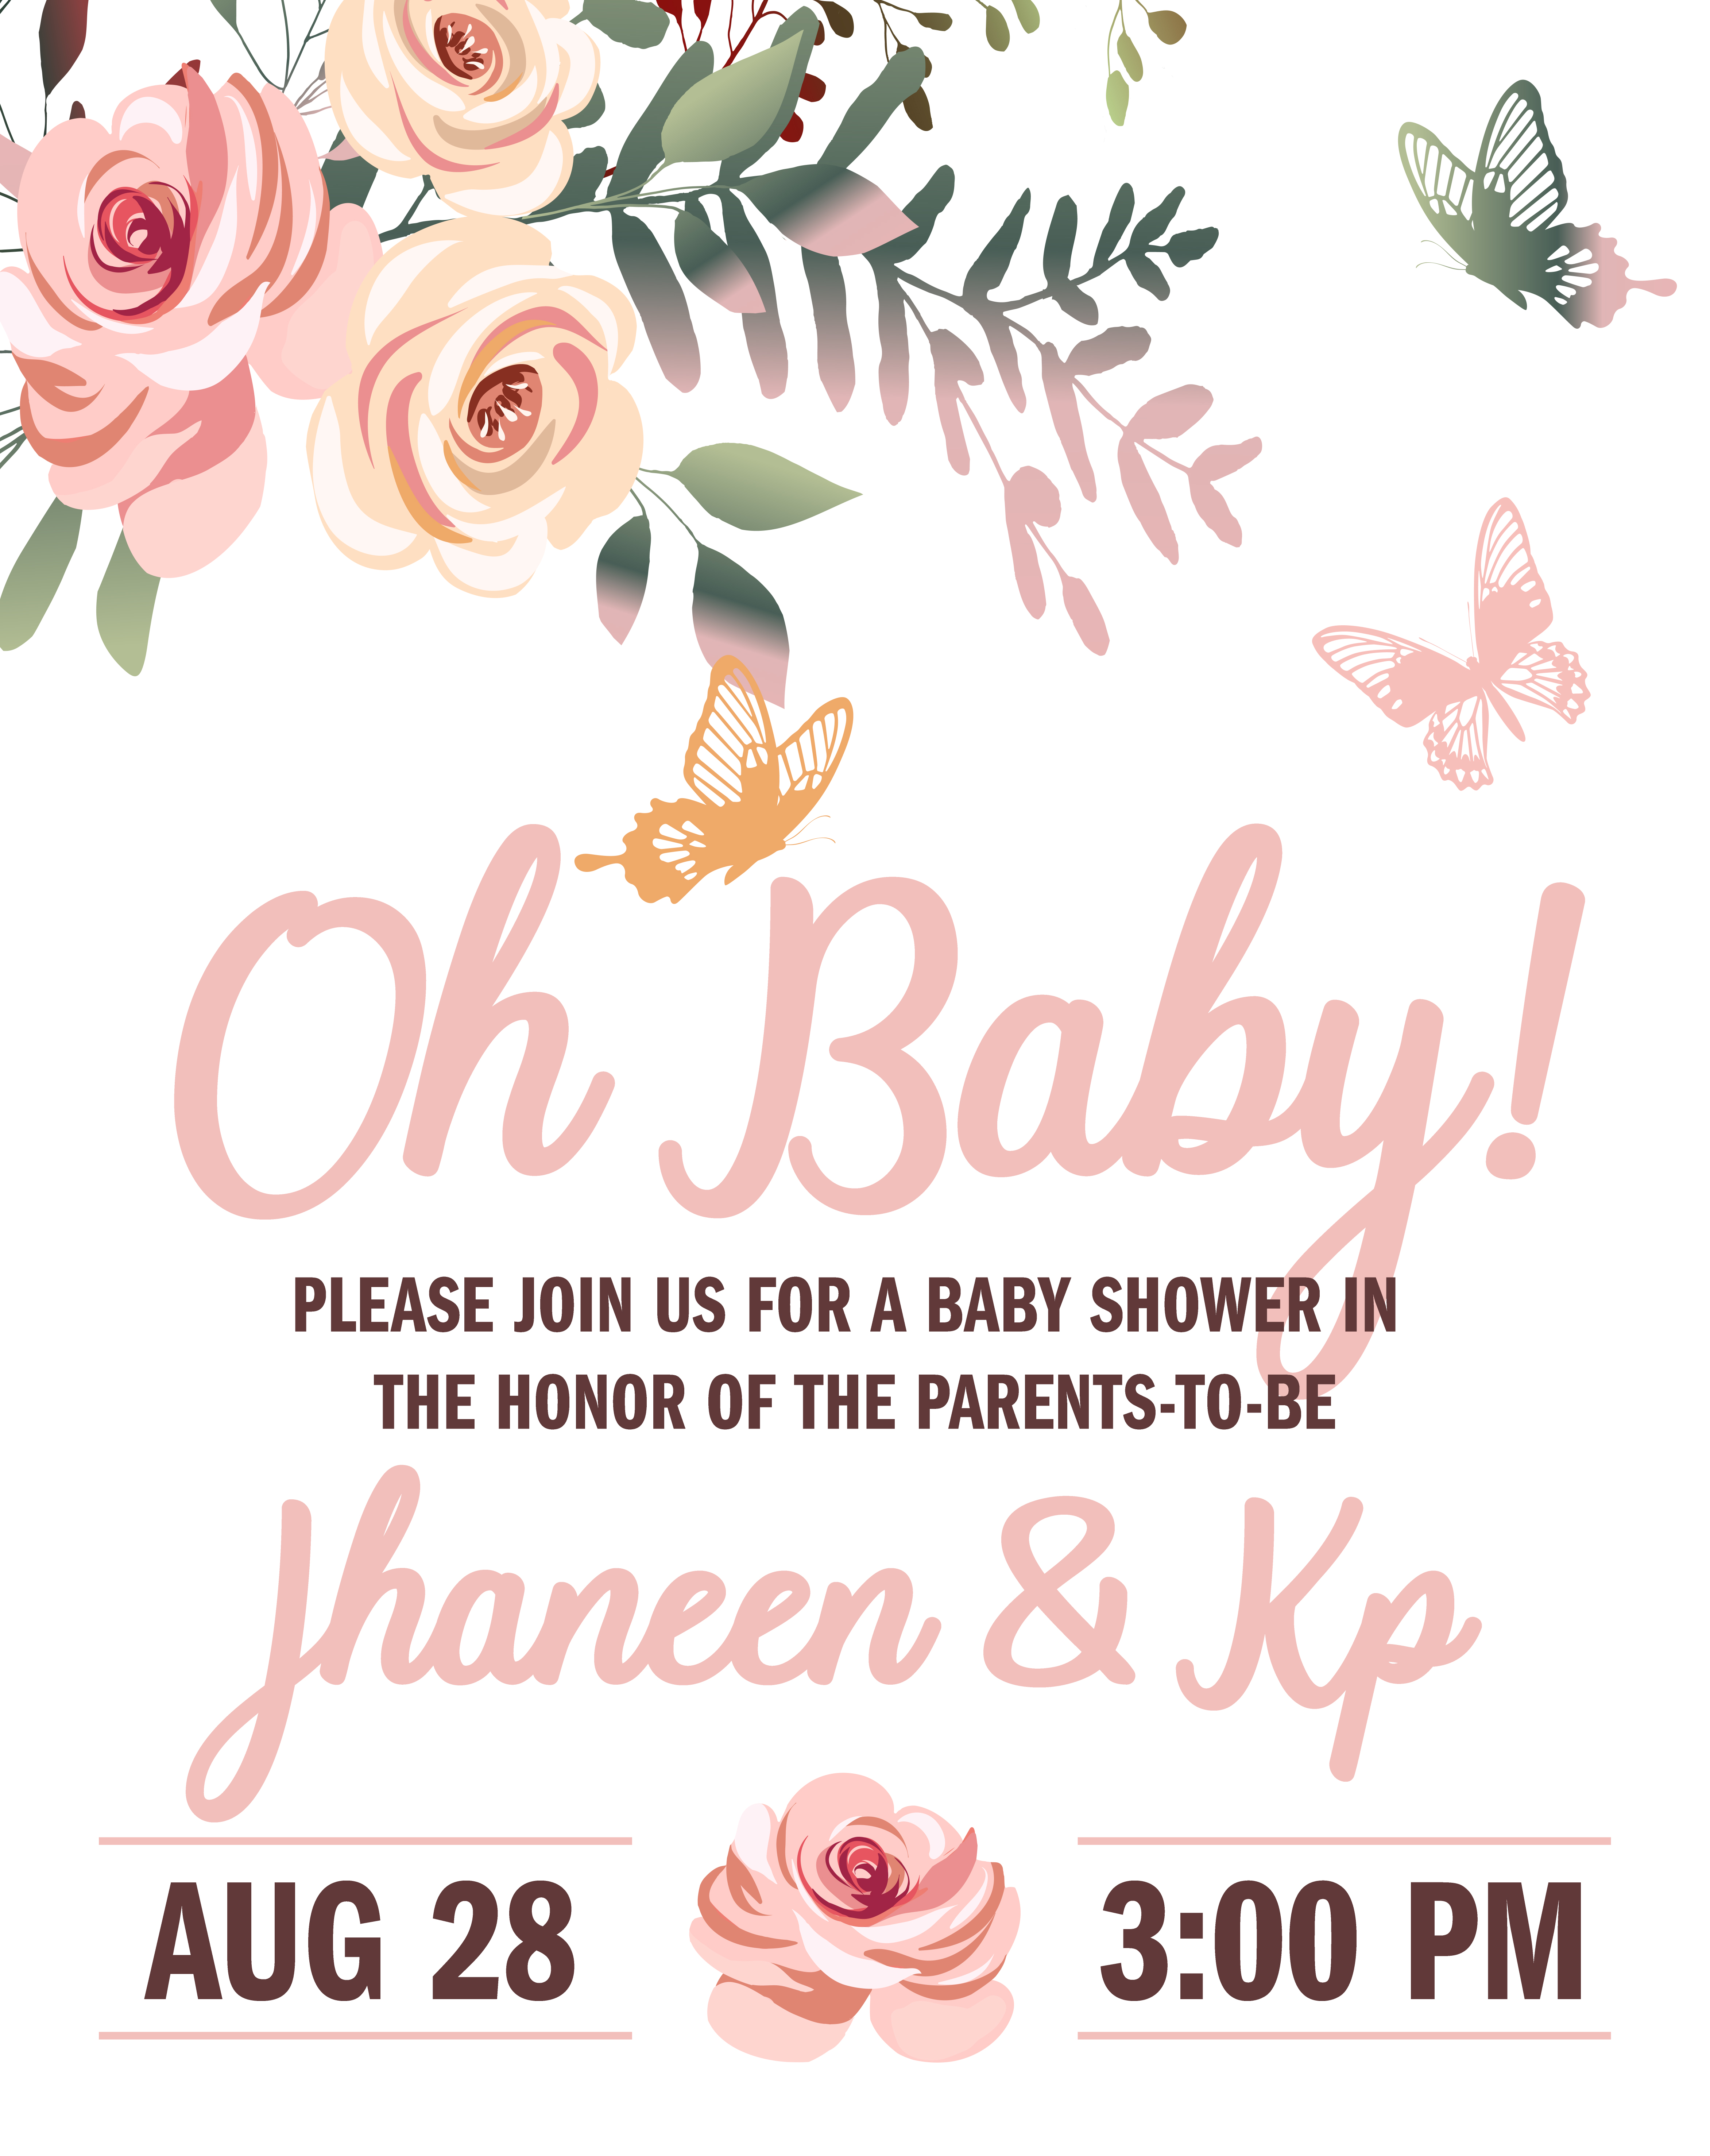 Oh Baby!
PLEASE JOIN US FOR A BABY SHOWER IN
THE HONOR OF THE PARENTS-TO-BE
Jhaneen & Kp
AUG 28 3:00 PM